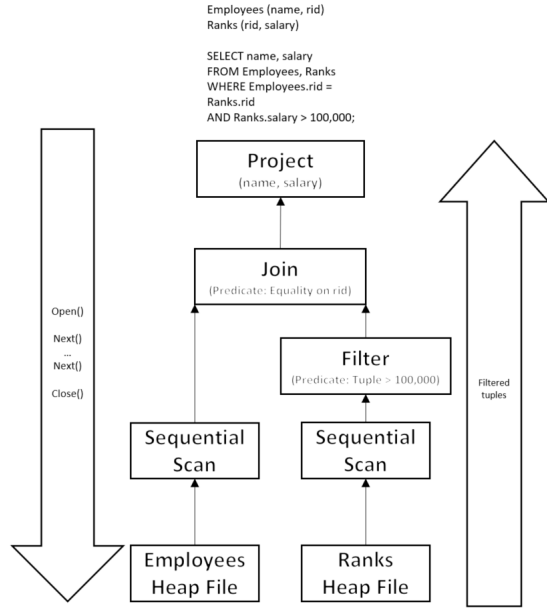 Employees (name, rid)
Ranks (rid, salary)
SELECT name, salary
FROM Employees, Ranks
WHERE Employees.rid =
Ranks.rid
AND Ranks.salary > 100,000;
Project
(name, salary)
Join
(Predicate: Equality on rid)
Open()
Next()
...
Next()
Close()
Filter
(Predicate: Tuple > 100,000)
Filtered
tuples
Sequential
Scan
Sequential
Scan
Employees
Heap File
Ranks
Heap File